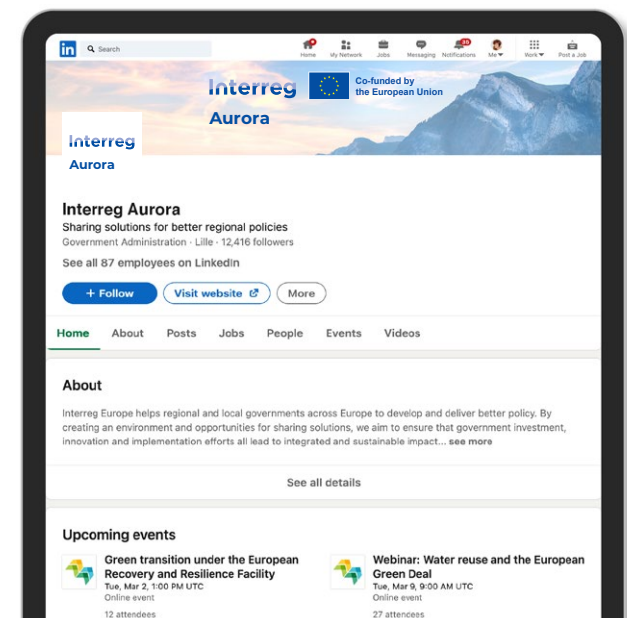 in
Search
Home
My Network
Jobs
Messaging
Notifications
Me
Work
Post a Job
Interreg
Co-funded by
the European Union
Aurora
Interreg
Aurora
Interreg Aurora
Sharing solutions for better regional policies
Government Administration · Lille · 12,416 followers
See all 87 employees on LinkedIn
+ Follow
Visit website
More
Home
About
Posts
Jobs
People
Events
Videos
About
Interreg Europe helps regional and local governments across Europe to develop and deliver better policy. By
creating an environment and opportunities for sharing solutions, we aim to ensure that government investment,
innovation and implementation efforts all lead to integrated and sustainable impact... see more
See all details
Upcoming events
Green transition under the European
Recovery and Resilience Facility
Tue, Mar 2, 1:00 PM UTC
Online event
12 attendees
Webinar: Water reuse and the European
Green Deal
Tue, Mar 9, 9:00 AM UTC
Online event
27 attendees